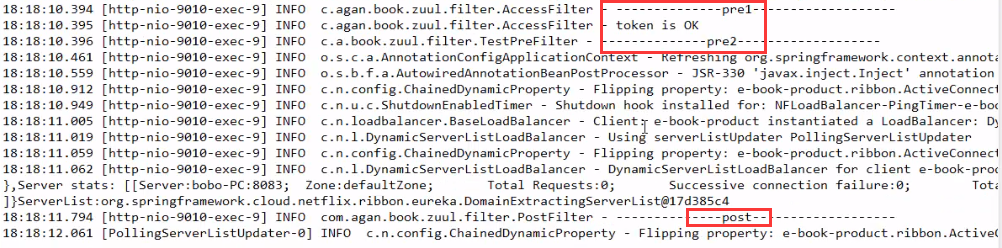 18:18:10.394 [http-nio-9010-exec-9] INFO  c.agan.book.zuul.filter.AccessFilter - ---------------pre1------------------
18:18:10.395 [http-nio-9010-exec-9] INFO  c.agan.book.zuul.filter.AccessFilter - token is OK
18:18:10.396 [http-nio-9010-exec-9] INFO  c.a.book.zuul.filter.TestPreFilter - ---------------pre2------------------
18:18:10.461 [http-nio-9010-exec-9] INFO  o.s.c.a.AnnotationConfigApplicationContext - Refreshing org.springframework.context.annota
18:18:10.559 [http-nio-9010-exec-9] INFO  o.s.b.f.a.AutowiredAnnotationBeanPostProcessor - JSR-330 'javax.inject.Inject' annotation
18:18:10.912 [http-nio-9010-exec-9] INFO  c.n.config.ChainedDynamicProperty - Flipping property: e-book-product.ribbon.ActiveConnect
18:18:10.949 [http-nio-9010-exec-9] INFO  c.n.u.c.ShutdownEnabledTimer - Shutdown hook installed for: NFLoadBalancer-PingTimer-e-boo
18:18:11.005 [http-nio-9010-exec-9] INFO  c.n.loadbalancer.BaseLoadBalancer - Client: e-book-product instantiated a LoadBalancer: Dy
18:18:11.019 [http-nio-9010-exec-9] INFO  c.n.l.DynamicServerListLoadBalancer - Using serverListUpdater PollingServerListUpdater
18:18:11.059 [http-nio-9010-exec-9] INFO  c.n.config.ChainedDynamicProperty - Flipping property: e-book-product.ribbon.ActiveConnect
18:18:11.062 [http-nio-9010-exec-9] INFO  c.n.l.DynamicServerListLoadBalancer - DynamicServerListLoadBalancer for client e-book-prod
},Server stats: [[Server:bobo-PC:8083;  Zone:defaultZone;  Total Requests:0;  Successive connection failure:0;  Tota
]}ServerList:org.springframework.cloud.netflix.ribbon.eureka.DomainExtractingServerList@17d385c4
18:18:11.794 [http-nio-9010-exec-9] INFO  com.agan.book.zuul.filter.PostFilter - ---------------post------------------
18:18:12.061 [PollingServerListUpdater-0] INFO  c.n.config.ChainedDynamicProperty - Flipping property: e-book-product.ribbon.ActiveC